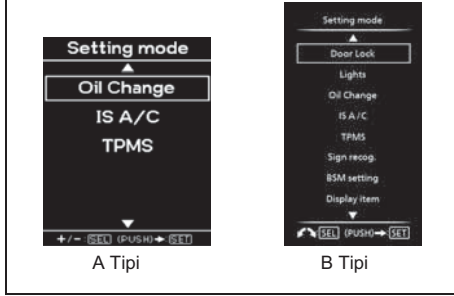 Setting mode
Oil Change
IS A/C
TPMS
+/- : SEL (PUSH)→ SET
A Tipi
Setting mode
Door Lock
Lights
Oil Change
IS A/C
TPMS
Sign recog.
BSM setting
Display item
SEL (PUSH)→ SET
B Tipi